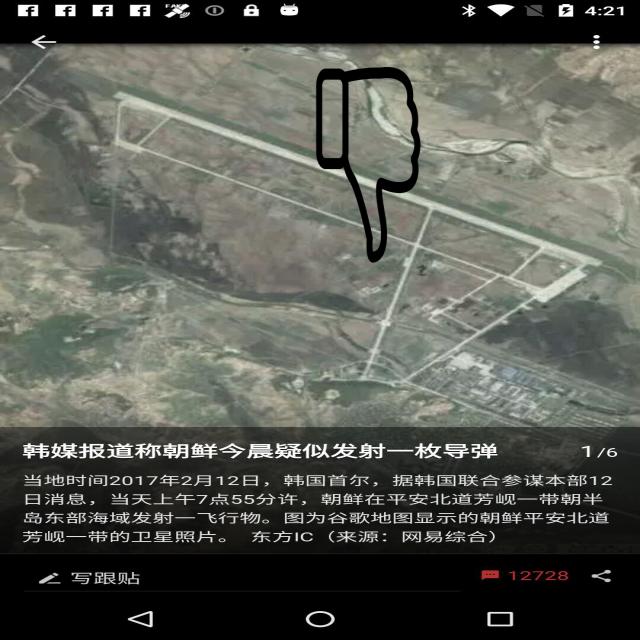 4:21
韩媒报道称朝鲜今晨疑似发射一枚导弹
1/6
当地时间2017年2月12日，韩国首尔，据韩国联合参谋本部12
日消息，当天上午7点55分许，朝鲜在平安北道芳岘一带朝半
岛东部海域发射一飞行物。图为谷歌地图显示的朝鲜平安北道
芳岘一带的卫星照片。 东方IC（来源：网易综合）
写跟贴
12728